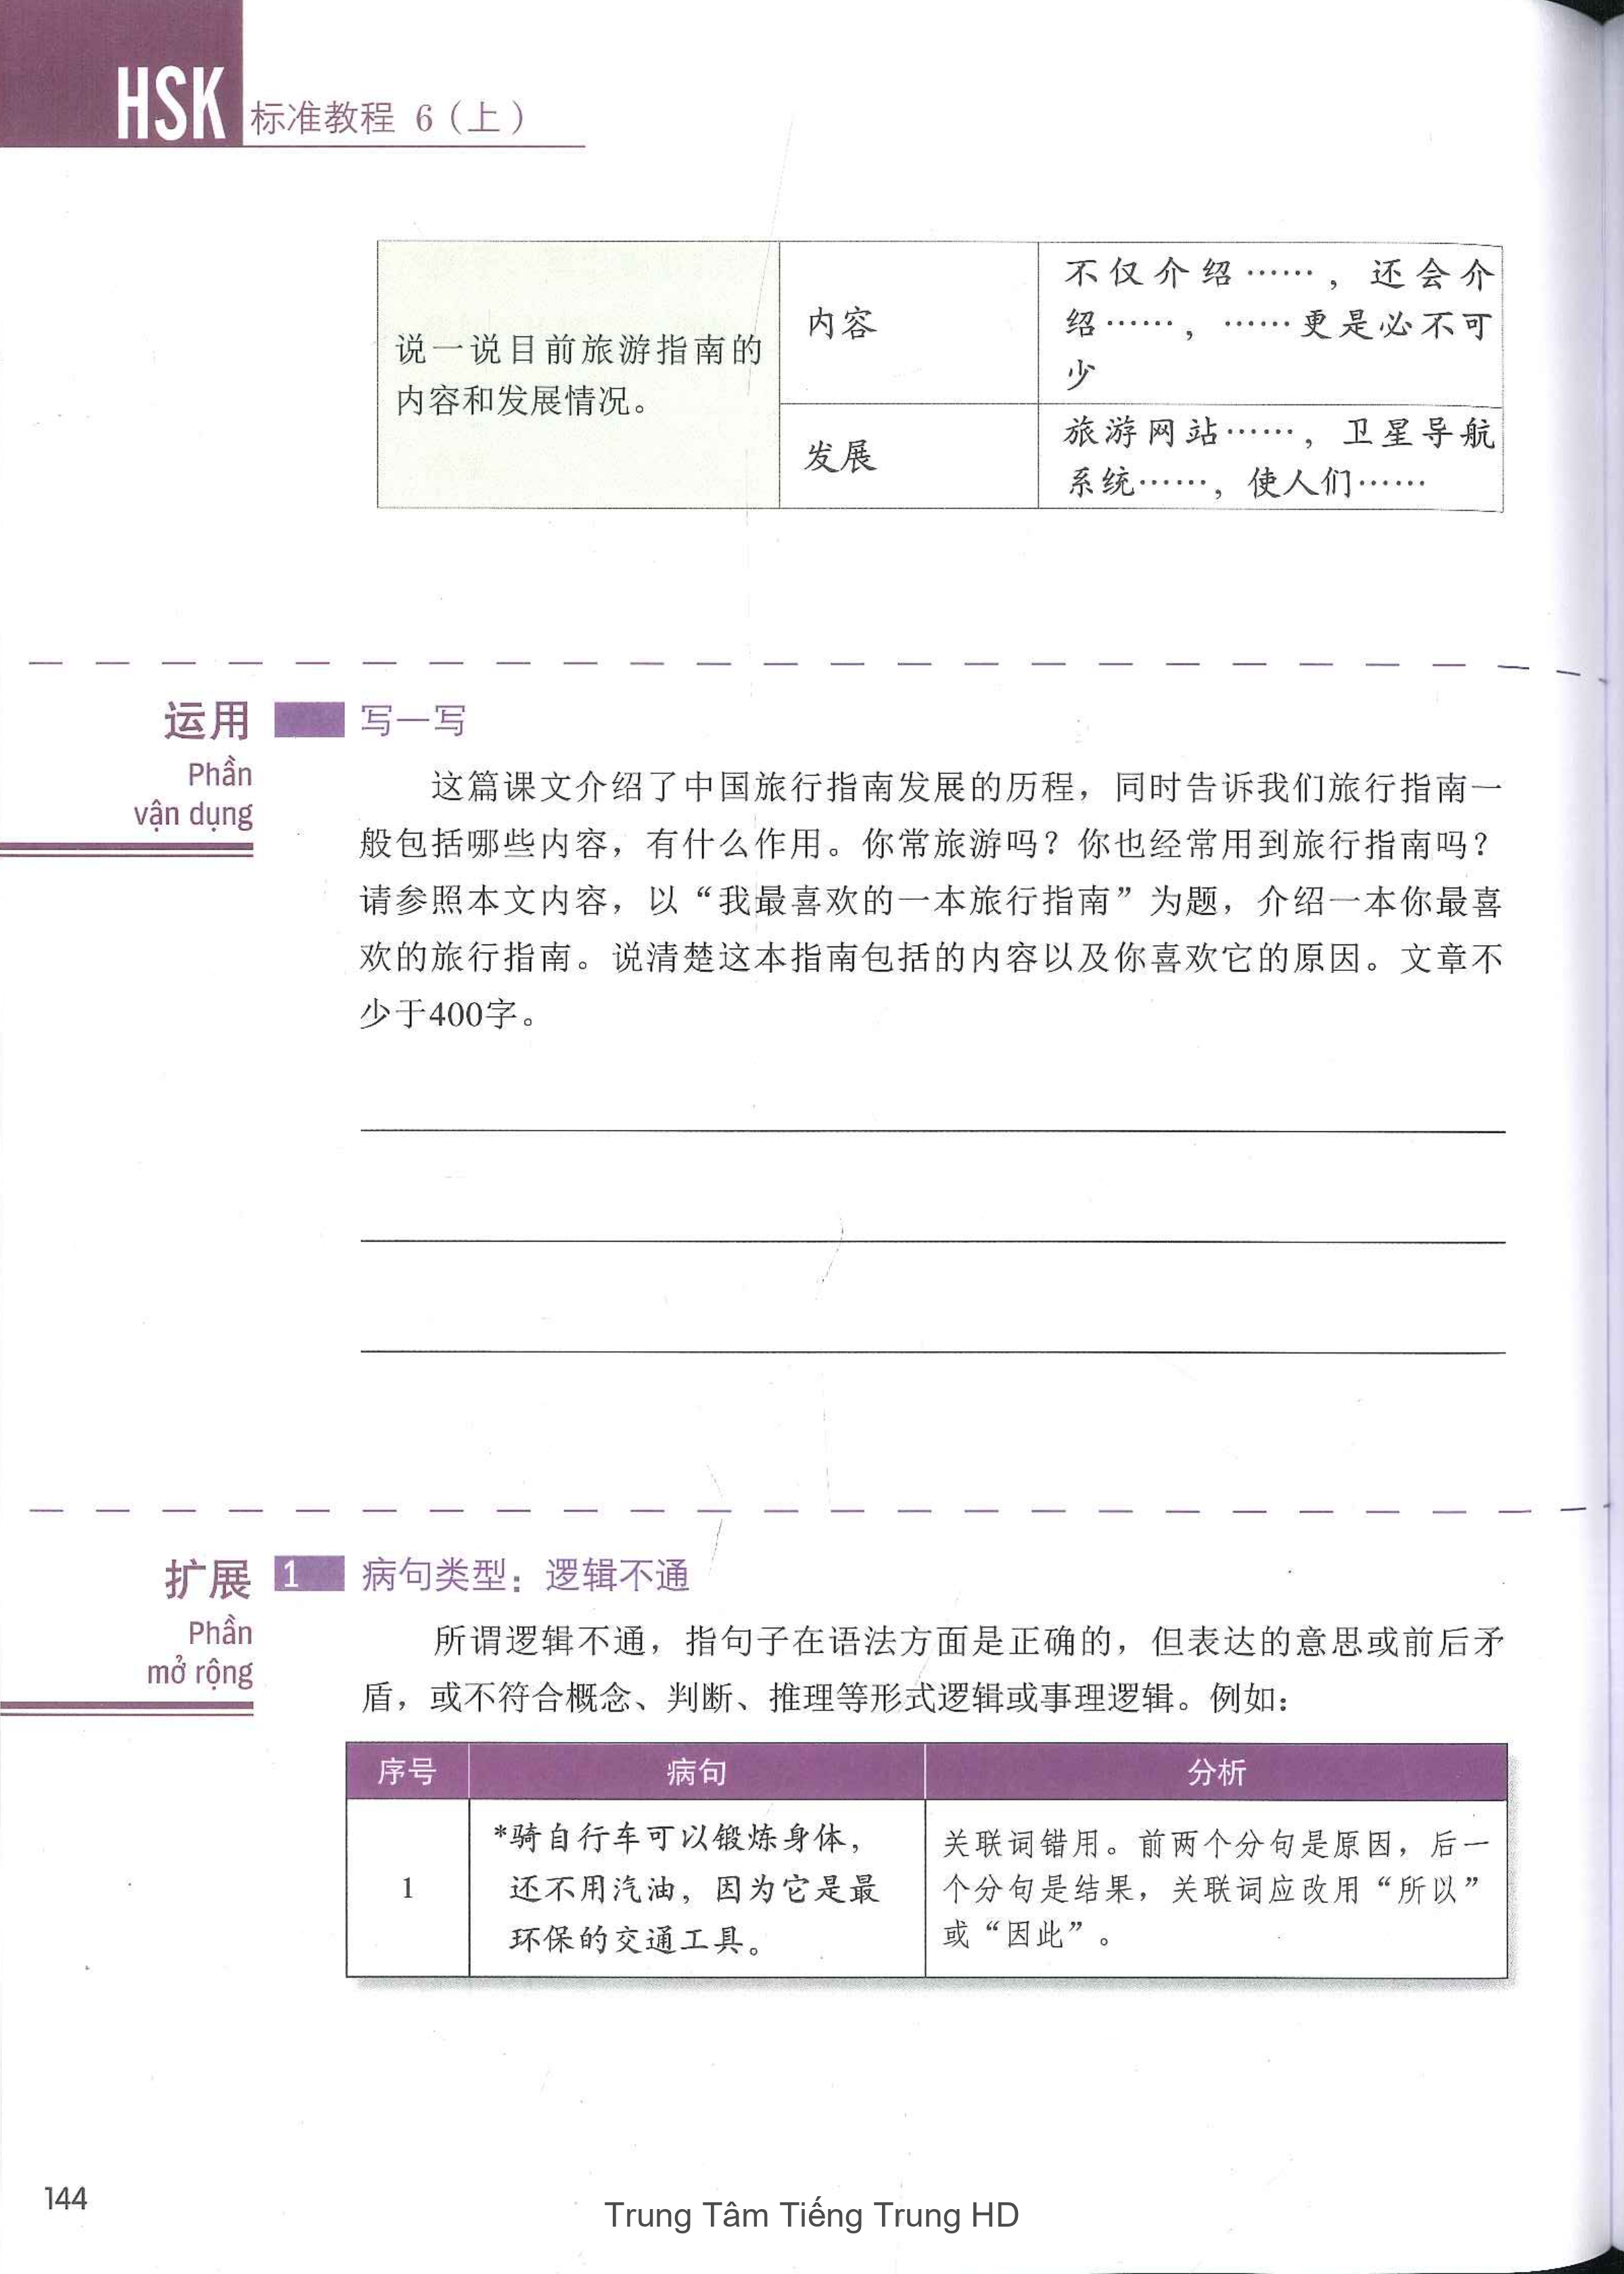 HSK 标准教程 6（上）
说一说目前旅游指南的
内容和发展情况。
内容
不仅介绍……，还会介
绍……，……更是必不可
少
发展
旅游网站……，卫星导航
系统……，使人们……
运用
Phần
vận dụng
写一写
这篇课文介绍了中国旅行指南发展的历程，同时告诉我们旅行指南一
般包括哪些内容，有什么作用。你常旅游吗？你也经常用到旅行指南吗？
请参照本文内容，以“我最喜欢的一本旅行指南”为题，介绍一本你最喜
欢的旅行指南。说清楚这本指南包括的内容以及你喜欢它的原因。文章不
少于400字。
扩展
Phần
mở rộng
1 病句类型：逻辑不通
所谓逻辑不通，指句子在语法方面是正确的，但表达的意思或前后矛
盾，或不符合概念、判断、推理等形式逻辑或事理逻辑。例如：
序号 病句 分析
1
*骑自行车可以锻炼身体，
还不用汽油，因为它是最
环保的交通工具。
关联词错用。前两个分句是原因，后一
个分句是结果，关联词应改用“所以”
或“因此”。
144
Trung Tâm Tiếng Trung HD